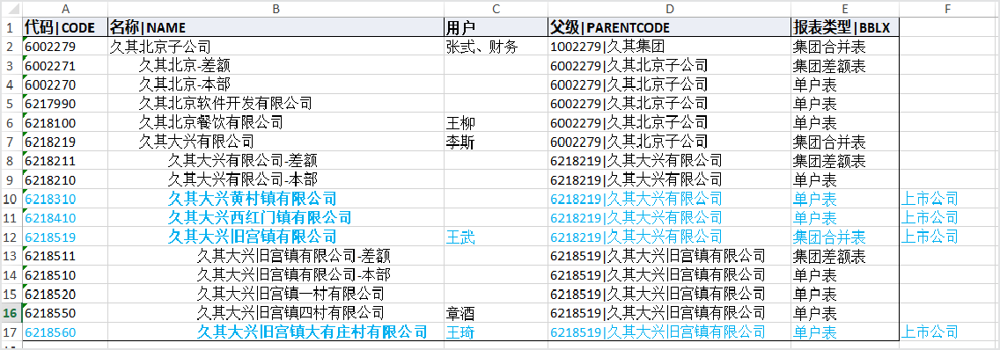 A B C D E F
1 代码|CODE 名称|NAME 用户 父级|PARENTCODE 报表类型|BBLX
2 6002279 久其北京子公司 张弎、财务 1002279|久其集团 集团合并表
3 6002271 久其北京-差额 6002279|久其北京子公司 集团差额表
4 6002270 久其北京-本部 6002279|久其北京子公司 单户表
5 6217990 久其北京软件开发有限公司 6002279|久其北京子公司 单户表
6 6218100 久其北京餐饮有限公司 王柳 6002279|久其北京子公司 单户表
7 6218219 久其大兴有限公司 李斯 6002279|久其北京子公司 集团合并表
8 6218211 久其大兴有限公司-差额 6218219|久其大兴有限公司 集团差额表
9 6218210 久其大兴有限公司-本部 6218219|久其大兴有限公司 单户表
10 6218310 久其大兴黄村镇有限公司 6218219|久其大兴有限公司 单户表 上市公司
11 6218410 久其大兴西红门镇有限公司 6218219|久其大兴有限公司 单户表 上市公司
12 6218519 久其大兴旧宫镇有限公司 王武 6218219|久其大兴有限公司 集团合并表 上市公司
13 6218511 久其大兴旧宫镇有限公司-差额 6218519|久其大兴旧宫镇有限公司 集团差额表
14 6218510 久其大兴旧宫镇有限公司-本部 6218519|久其大兴旧宫镇有限公司 单户表
15 6218520 久其大兴旧宫镇一村有限公司 6218519|久其大兴旧宫镇有限公司 单户表
16 6218550 久其大兴旧宫镇四村有限公司 章酒 6218519|久其大兴旧宫镇有限公司 单户表
17 6218560 久其大兴旧宫镇大有庄村有限公司 王琦 6218519|久其大兴旧宫镇有限公司 单户表 上市公司